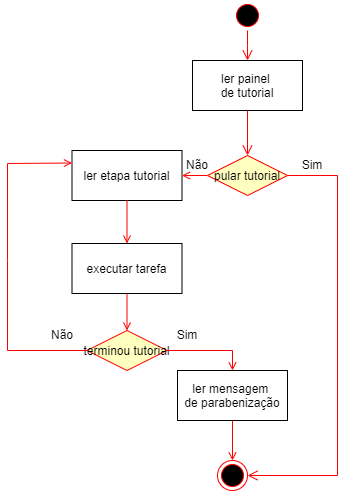 ler painel
de tutorial
Não
Sim
ler etapa tutorial
pular tutorial
executar tarefa
Não
Sim
terminou tutorial
ler mensagem
de parabenização